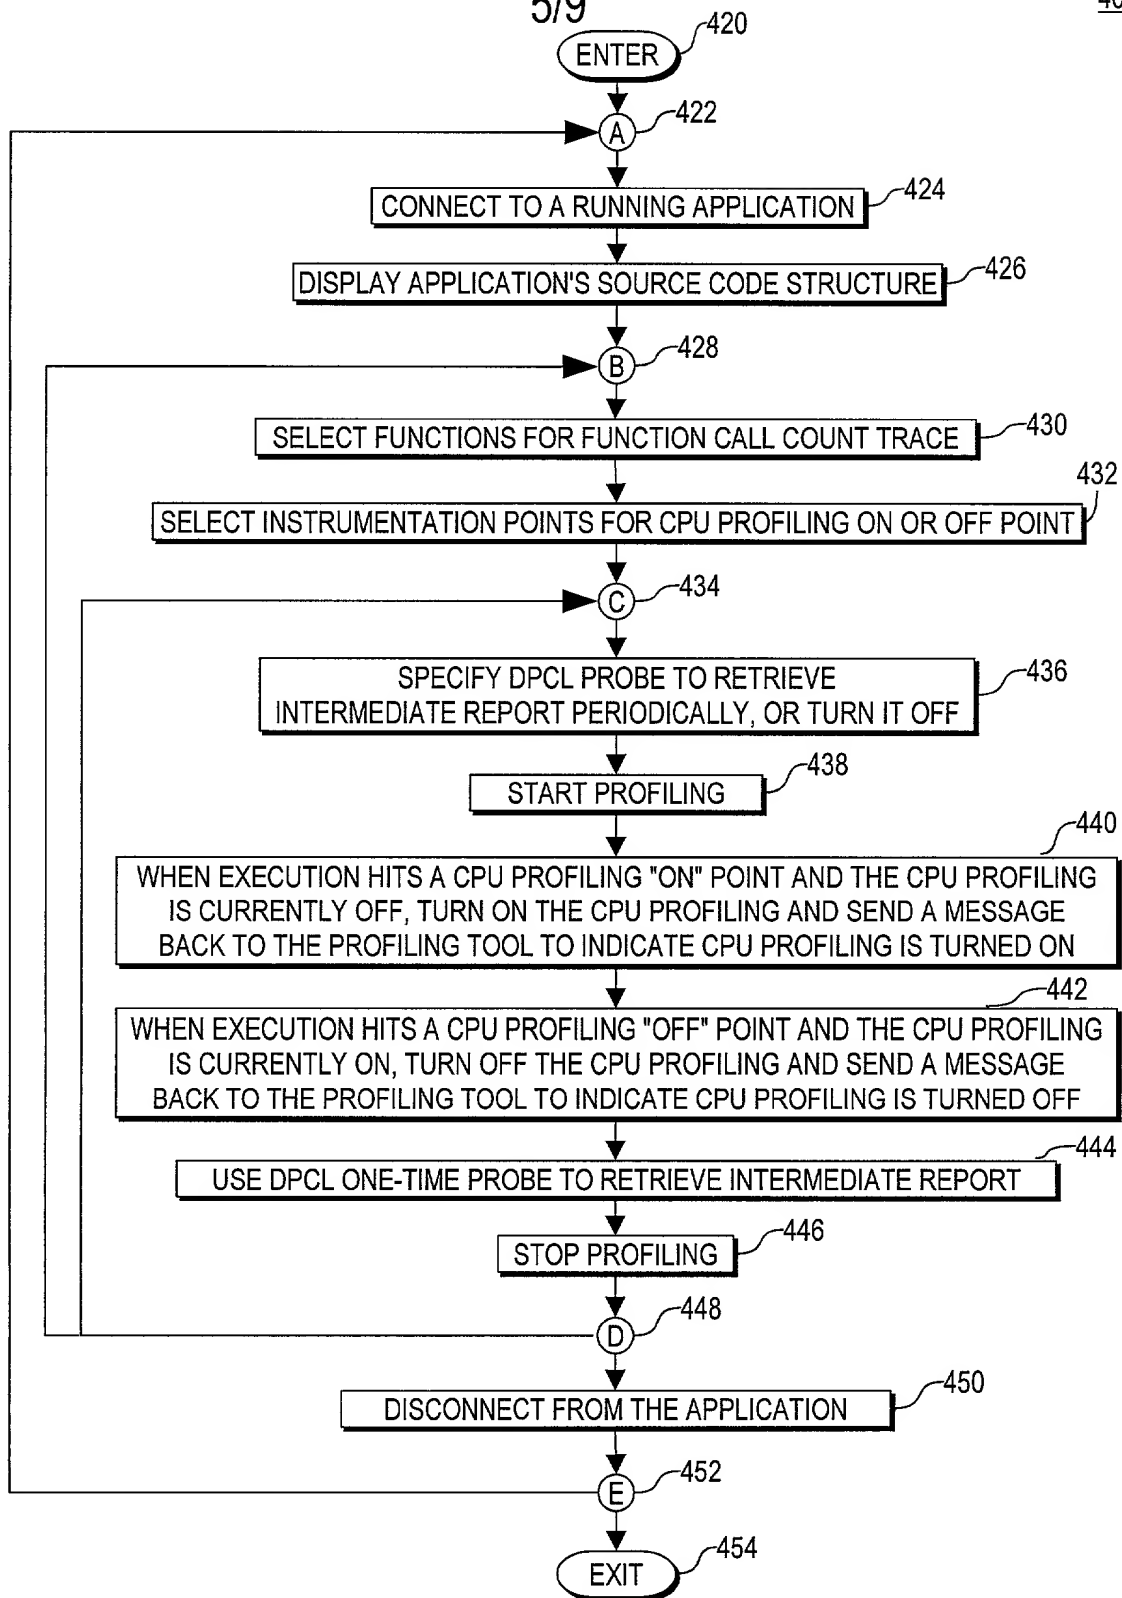 5/9
420
ENTER
A
422
CONNECT TO A RUNNING APPLICATION
424
DISPLAY APPLICATION'S SOURCE CODE STRUCTURE
426
B
428
SELECT FUNCTIONS FOR FUNCTION CALL COUNT TRACE
430
SELECT INSTRUMENTATION POINTS FOR CPU PROFILING ON OR OFF POINT
432
C
434
SPECIFY DPCL PROBE TO RETRIEVE
INTERMEDIATE REPORT PERIODICALLY, OR TURN IT OFF
436
START PROFILING
438
440
WHEN EXECUTION HITS A CPU PROFILING "ON" POINT AND THE CPU PROFILING
IS CURRENTLY OFF, TURN ON THE CPU PROFILING AND SEND A MESSAGE
BACK TO THE PROFILING TOOL TO INDICATE CPU PROFILING IS TURNED ON
442
WHEN EXECUTION HITS A CPU PROFILING "OFF" POINT AND THE CPU PROFILING
IS CURRENTLY ON, TURN OFF THE CPU PROFILING AND SEND A MESSAGE
BACK TO THE PROFILING TOOL TO INDICATE CPU PROFILING IS TURNED OFF
444
USE DPCL ONE-TIME PROBE TO RETRIEVE INTERMEDIATE REPORT
STOP PROFILING
446
D
448
DISCONNECT FROM THE APPLICATION
450
E
452
EXIT
454